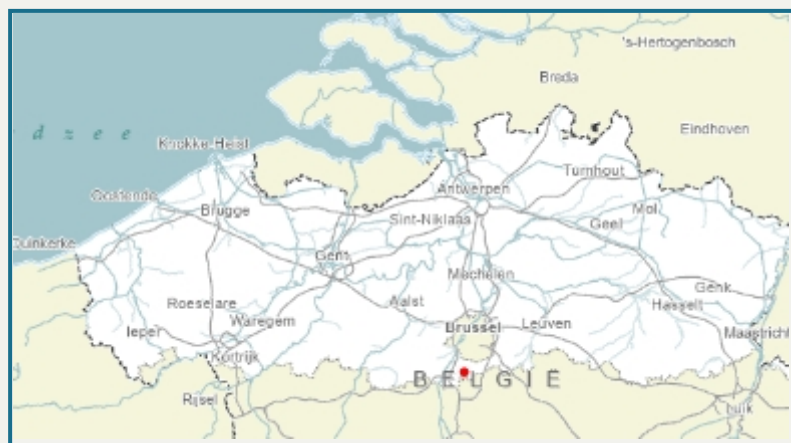 's-Hertogenbosch
Breda
Eindhoven
d z e e
Knokke-Heist
Turnhout
Oostende
Antwerpen
Mol
Brugge
Sint-Niklaas
Geel
Duinkerke
Gent
Mechelen
Genk
Roeselare
Aalst
Hasselt
Ieper
Waregem
Brussel
Leuven
Maastricht
Kortrijk
BELGIË
Rijsel
Luik